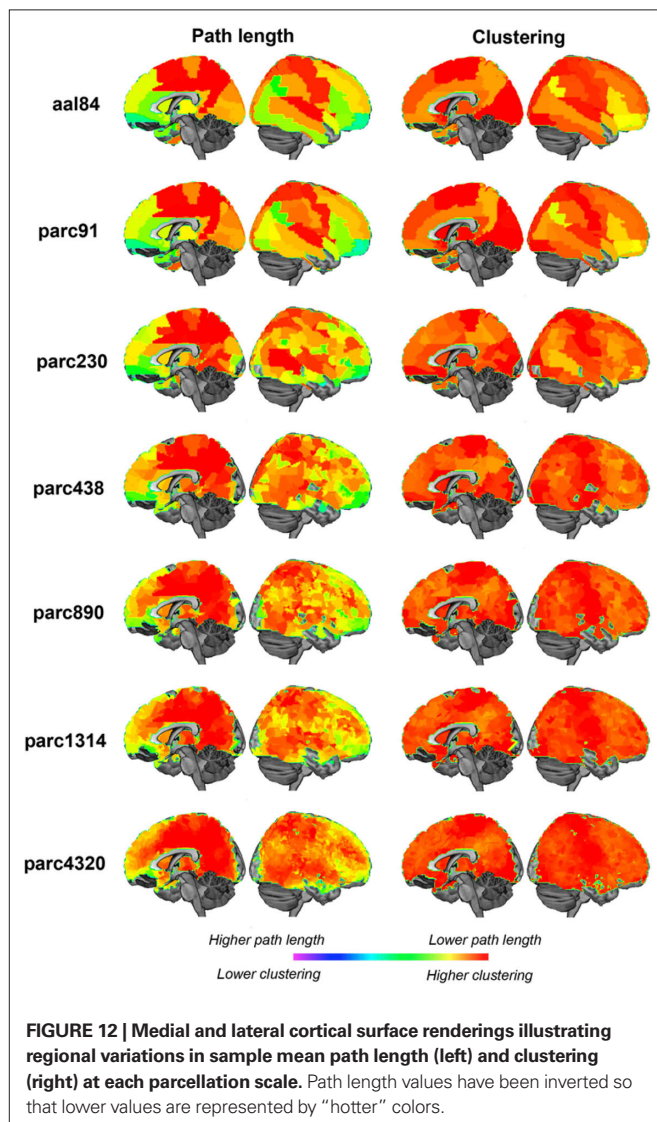 Path length Clustering
aal84
parc91
parc230
parc438
parc890
parc1314
parc4320
Higher path length Lower path length
Lower clustering Higher clustering
FIGURE 12 | Medial and lateral cortical surface renderings illustrating
regional variations in sample mean path length (left) and clustering
(right) at each parcellation scale. Path length values have been inverted so
that lower values are represented by “hotter” colors.